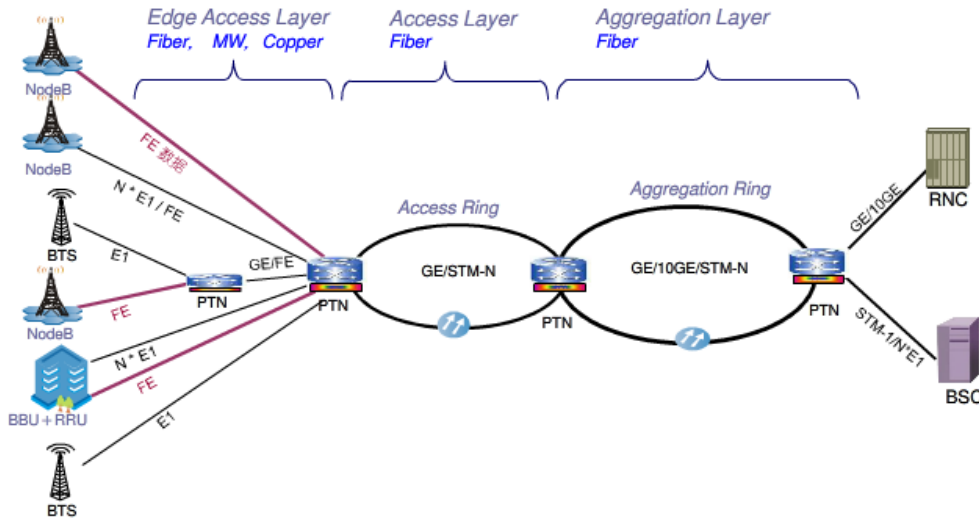 Edge Access Layer
Fiber, MW, Copper
Access Layer
Fiber
Aggregation Layer
Fiber
NodeB
FE 数据
NodeB
N * E1 / FE
BTS
E1
GE/FE
PTN
NodeB
FE
N * E1
FE
BBU+RRU
E1
BTS
PTN
Access Ring
GE/STM-N
PTN
Aggregation Ring
GE/10GE/STM-N
PTN
GE/10GE
RNC
STM-1/N*E1
BSC